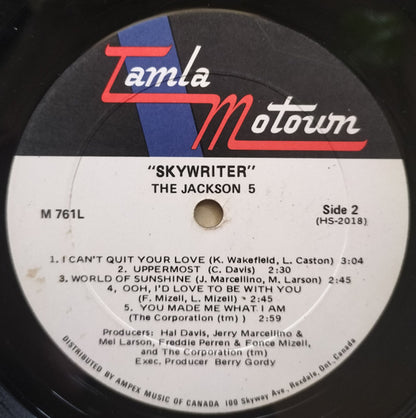 Tamla
Motown
"SKYWRITER"
THE JACKSON 5
M 761L
Side 2
(HS-2018)
1. I CAN'T QUIT YOUR LOVE (K. Wakefield, L. Caston) 3:04
2. UPPERMOST (C. Davis) 2:30
3. WORLD OF SUNSHINE (J. Marcellino, M. Larson) 2:45
4. OOH, I'D LOVE TO BE WITH YOU
(F. Mizell, L. Mizell) 2:45
5. YOU MADE ME WHAT I AM
(The Corporation (tm) ) 2:59
Producers: Hal Davis, Jerry Marcellino &
Mel Larson, Freddie Perren & Fonce Mizell,
and The Corporation (tm)
Exec. Producer Berry Gordy
DISTRIBUTED BY AMPEX MUSIC OF CANADA 100 Skyway Ave., Rexdale, Ont., Canada